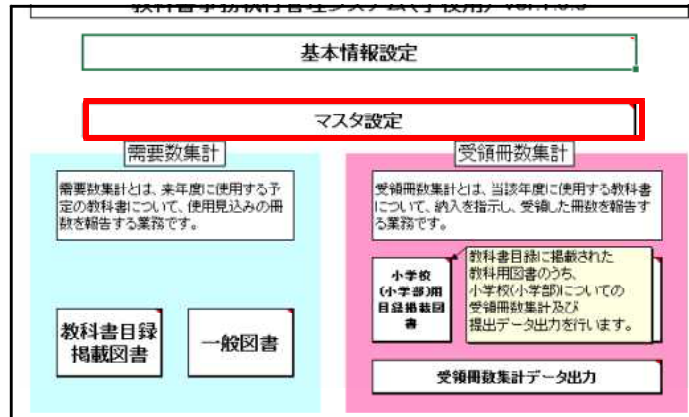 基本情報設定
マスタ設定
需要数集計
需要数集計とは、来年度に使用する予
定の教科書について、使用見込みの冊
数を報告する業務です。
教科書目録
掲載図書
一般図書
受領冊数集計
受領冊数集計とは、当該年度に使用する教科書
について、納入を指示し、受領した冊数を報告す
る業務です。
小学校
(小学部)用
目録掲載図
書
教科書目録に掲載された
教科用図書のうち、
小学校(小学部)についての
受領冊数集計及び
提出データ出力を行います。
受領冊数集計データ出力